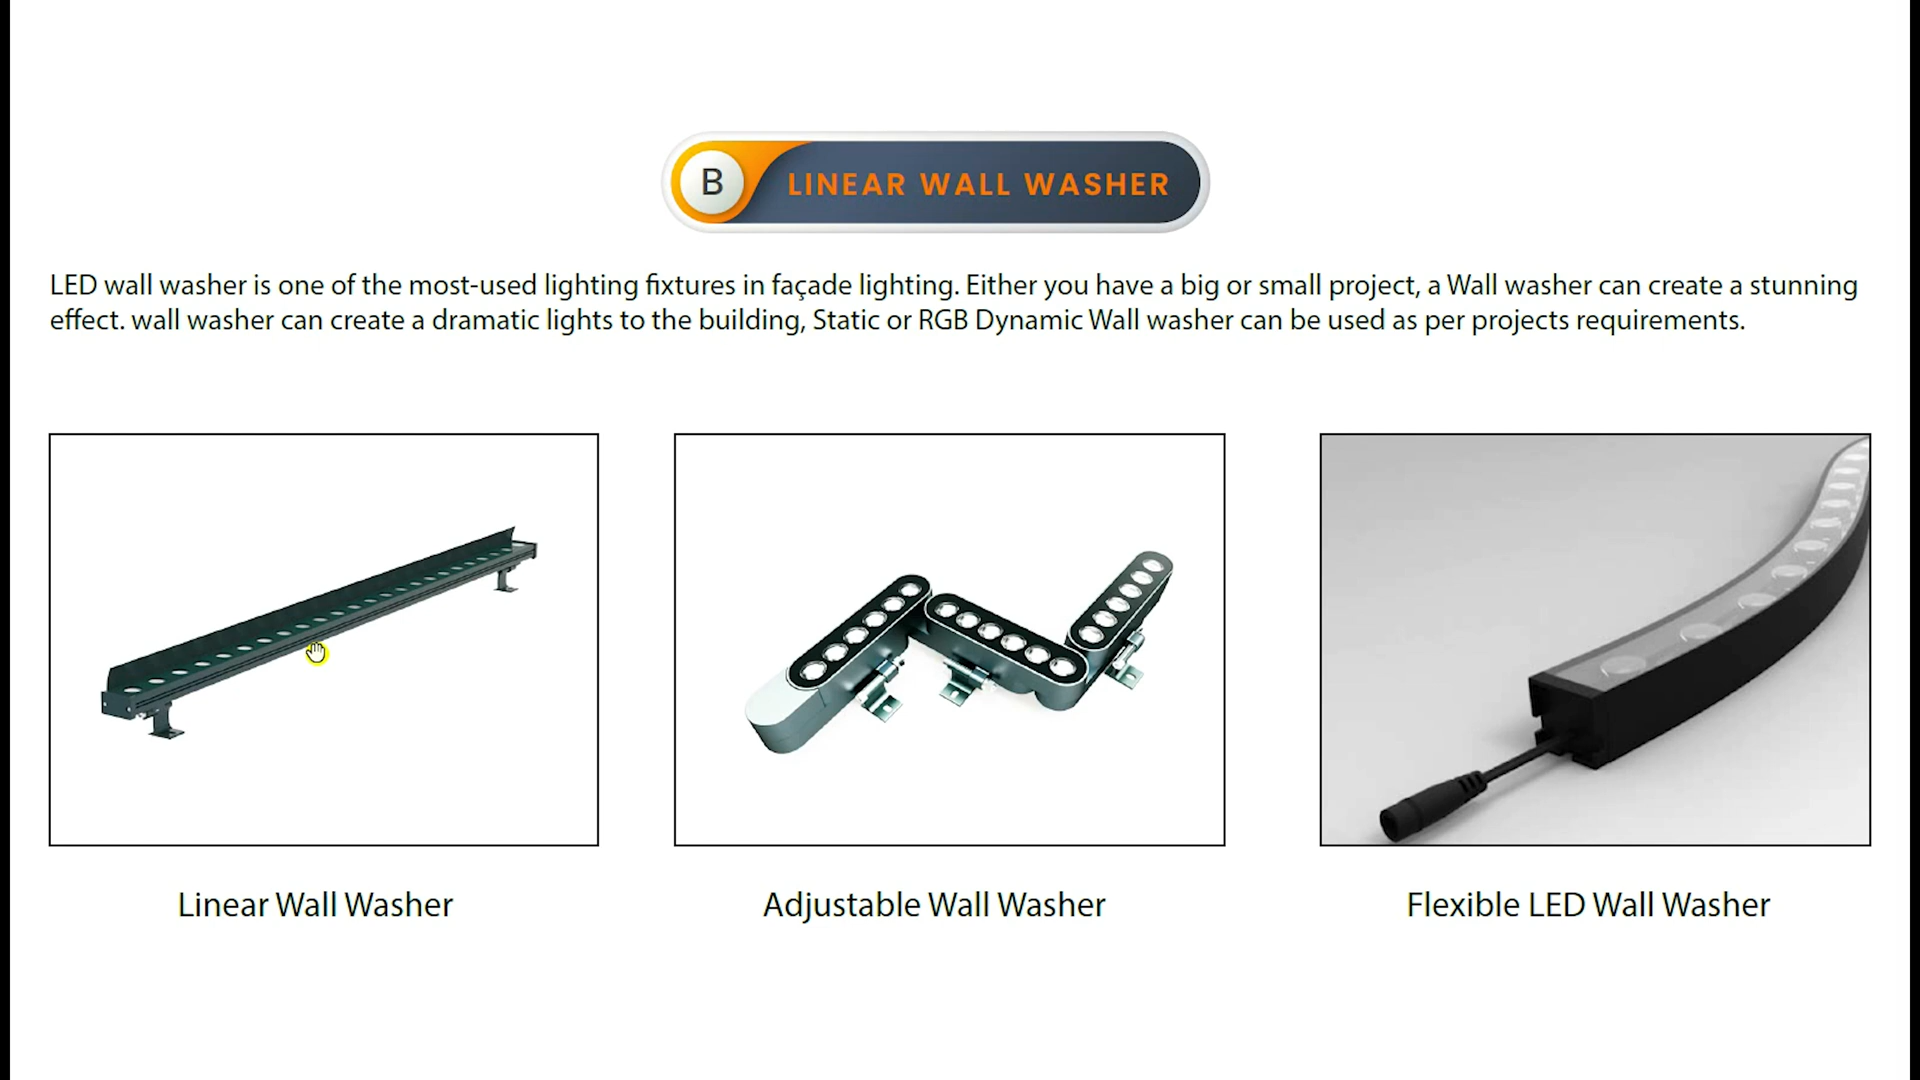 B
LINEAR WALL WASHER
LED wall washer is one of the most-used lighting fixtures in façade lighting. Either you have a big or small project, a Wall washer can create a stunning
effect. wall washer can create a dramatic lights to the building, Static or RGB Dynamic Wall washer can be used as per projects requirements.
Linear Wall Washer
Adjustable Wall Washer
Flexible LED Wall Washer